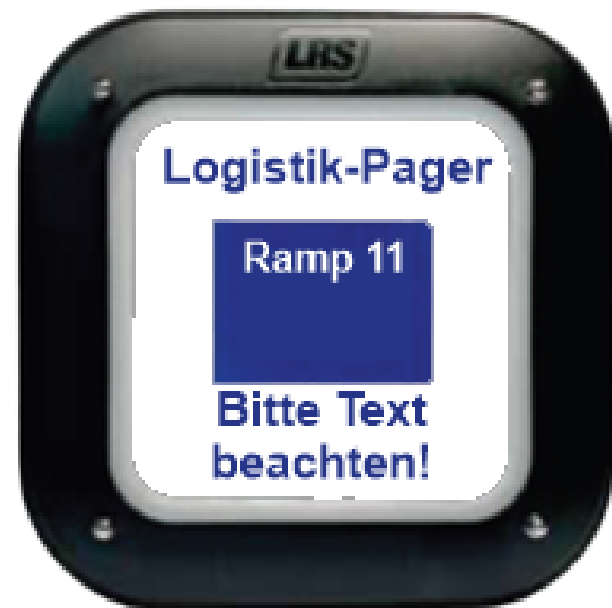 LRS
Logistik-Pager
Ramp 11
Bitte Text
beachten!